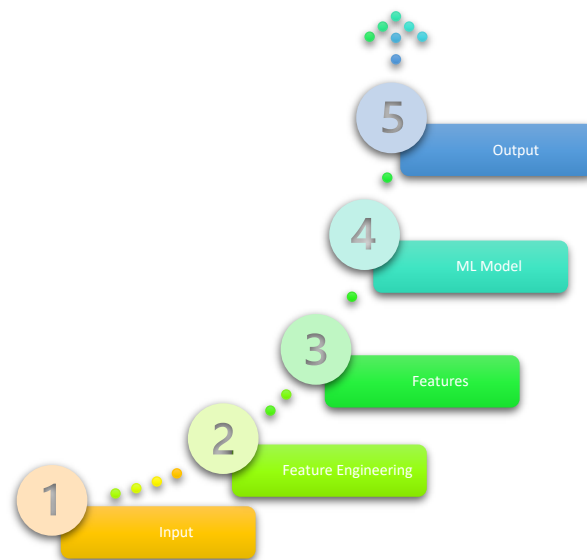 5
Output
4
ML Model
3
Features
2
Feature Engineering
1
Input